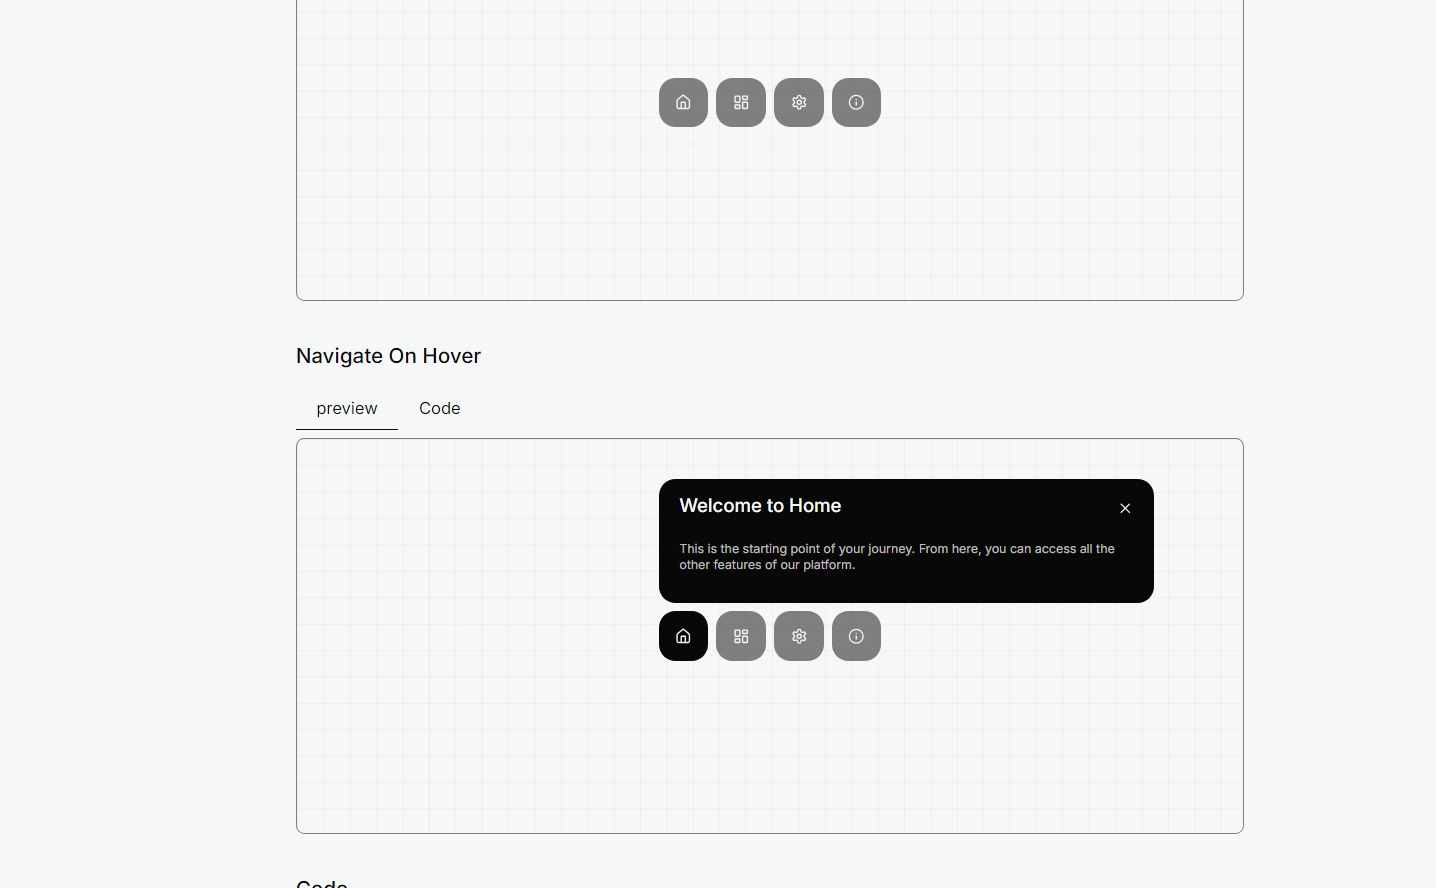 Navigate On Hover
preview
Code
Welcome to Home
This is the starting point of your journey. From here, you can access all the
other features of our platform.
Code